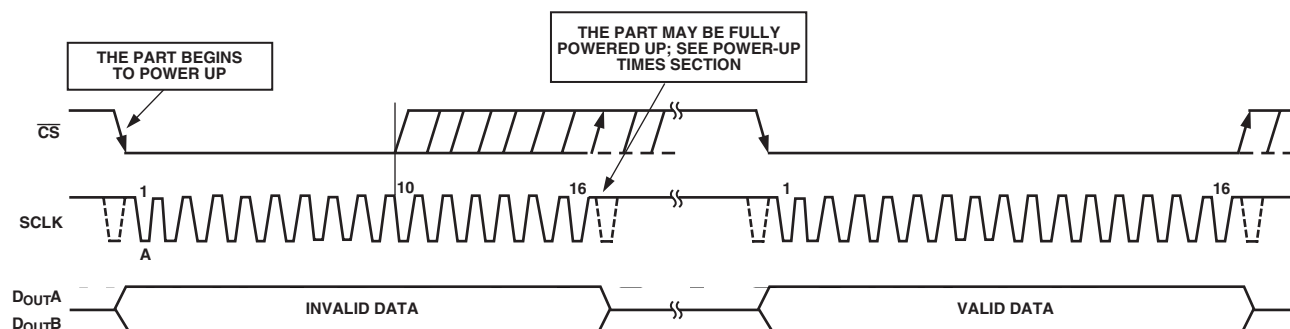 THE PART BEGINS
TO POWER UP
THE PART MAY BE FULLY
POWERED UP; SEE POWER-UP
TIMES SECTION
CS
1
10
16
1
16
SCLK
A
DOUTA
INVALID DATA
VALID DATA
DOUTB